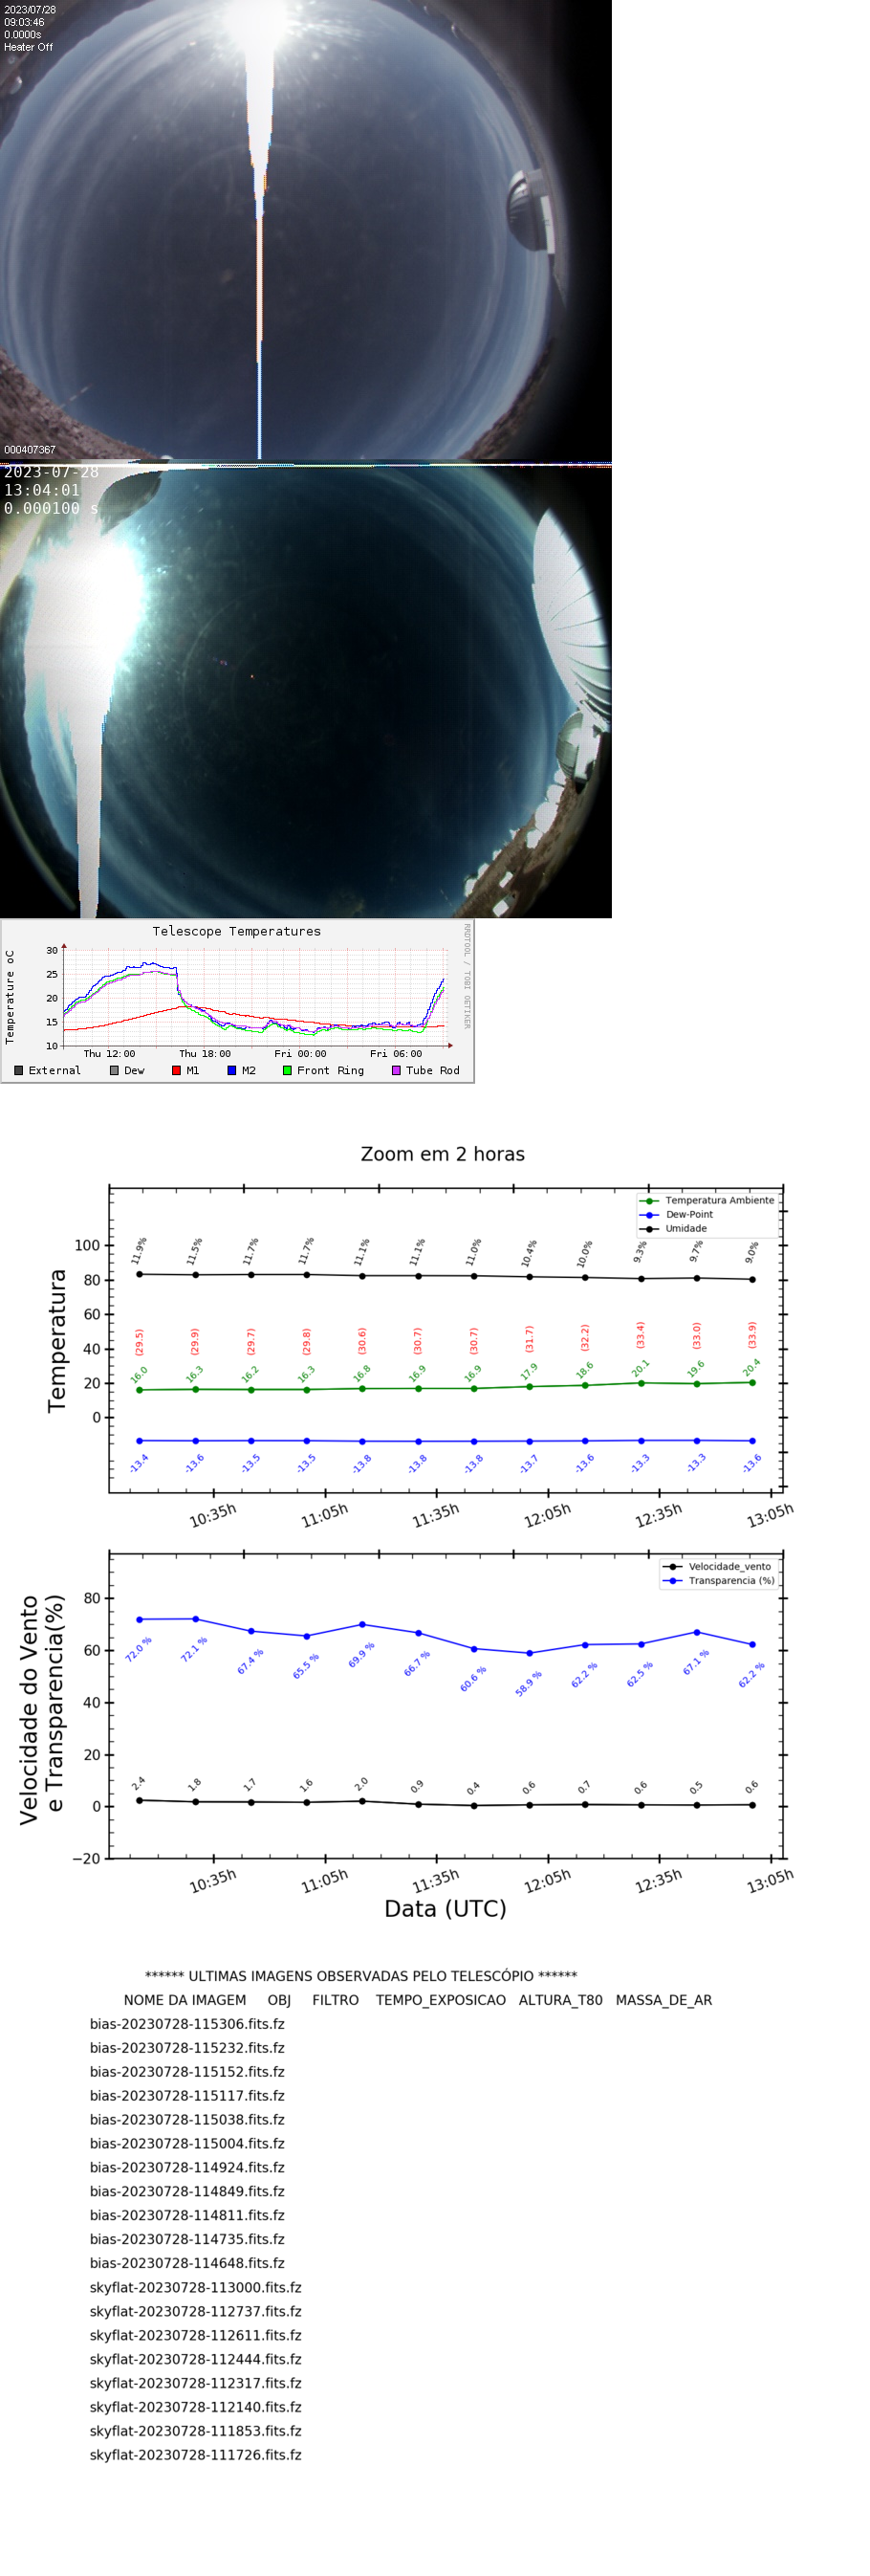 2023/07/28
09:03:46
0.0000s
Heater Off
000407367
2023-07-28
13:04:01
0.000100 s
Telescope Temperatures
RRDTOOL / TOBI OETIKER
Temperature oC
30
25
20
15
10
Thu 12:00 Thu 18:00 Fri 00:00 Fri 06:00
External Dew M1 M2 Front Ring Tube Rod
Zoom em 2 horas
Temperatura Ambiente
Dew-Point
Umidade
Temperatura
100
80
60
40
20
0
11.9% 11.5% 11.7% 11.7% 11.1% 11.1% 11.0% 10.4% 10.0% 9.3% 9.7% 9.0%
(29.5) (29.9) (29.7) (29.8) (30.6) (30.7) (30.7) (31.7) (32.2) (33.4) (33.0) (33.9)
16.0 16.3 16.2 16.3 16.8 16.9 16.9 17.9 18.6 20.1 19.6 20.4
-13.4 -13.6 -13.5 -13.5 -13.8 -13.8 -13.8 -13.7 -13.6 -13.3 -13.3 -13.6
10:35h 11:05h 11:35h 12:05h 12:35h 13:05h
Velocidade_vento
Transparencia (%)
Velocidade do Vento
e Transparencia(%)
80
60
40
20
0
−20
72.0 % 72.1 % 67.4 % 65.5 % 69.9 % 66.7 % 60.6 % 58.9 % 62.2 % 62.5 % 67.1 % 62.2 %
2.4 1.8 1.7 1.6 2.0 0.9 0.4 0.6 0.7 0.6 0.5 0.6
10:35h 11:05h 11:35h 12:05h 12:35h 13:05h
Data (UTC)
****** ULTIMAS IMAGENS OBSERVADAS PELO TELESCÓPIO ******
NOME DA IMAGEM OBJ FILTRO TEMPO_EXPOSICAO ALTURA_T80 MASSA_DE_AR
bias-20230728-115306.fits.fz
bias-20230728-115232.fits.fz
bias-20230728-115152.fits.fz
bias-20230728-115117.fits.fz
bias-20230728-115038.fits.fz
bias-20230728-115004.fits.fz
bias-20230728-114924.fits.fz
bias-20230728-114849.fits.fz
bias-20230728-114811.fits.fz
bias-20230728-114735.fits.fz
bias-20230728-114648.fits.fz
skyflat-20230728-113000.fits.fz
skyflat-20230728-112737.fits.fz
skyflat-20230728-112611.fits.fz
skyflat-20230728-112444.fits.fz
skyflat-20230728-112317.fits.fz
skyflat-20230728-112140.fits.fz
skyflat-20230728-111853.fits.fz
skyflat-20230728-111726.fits.fz